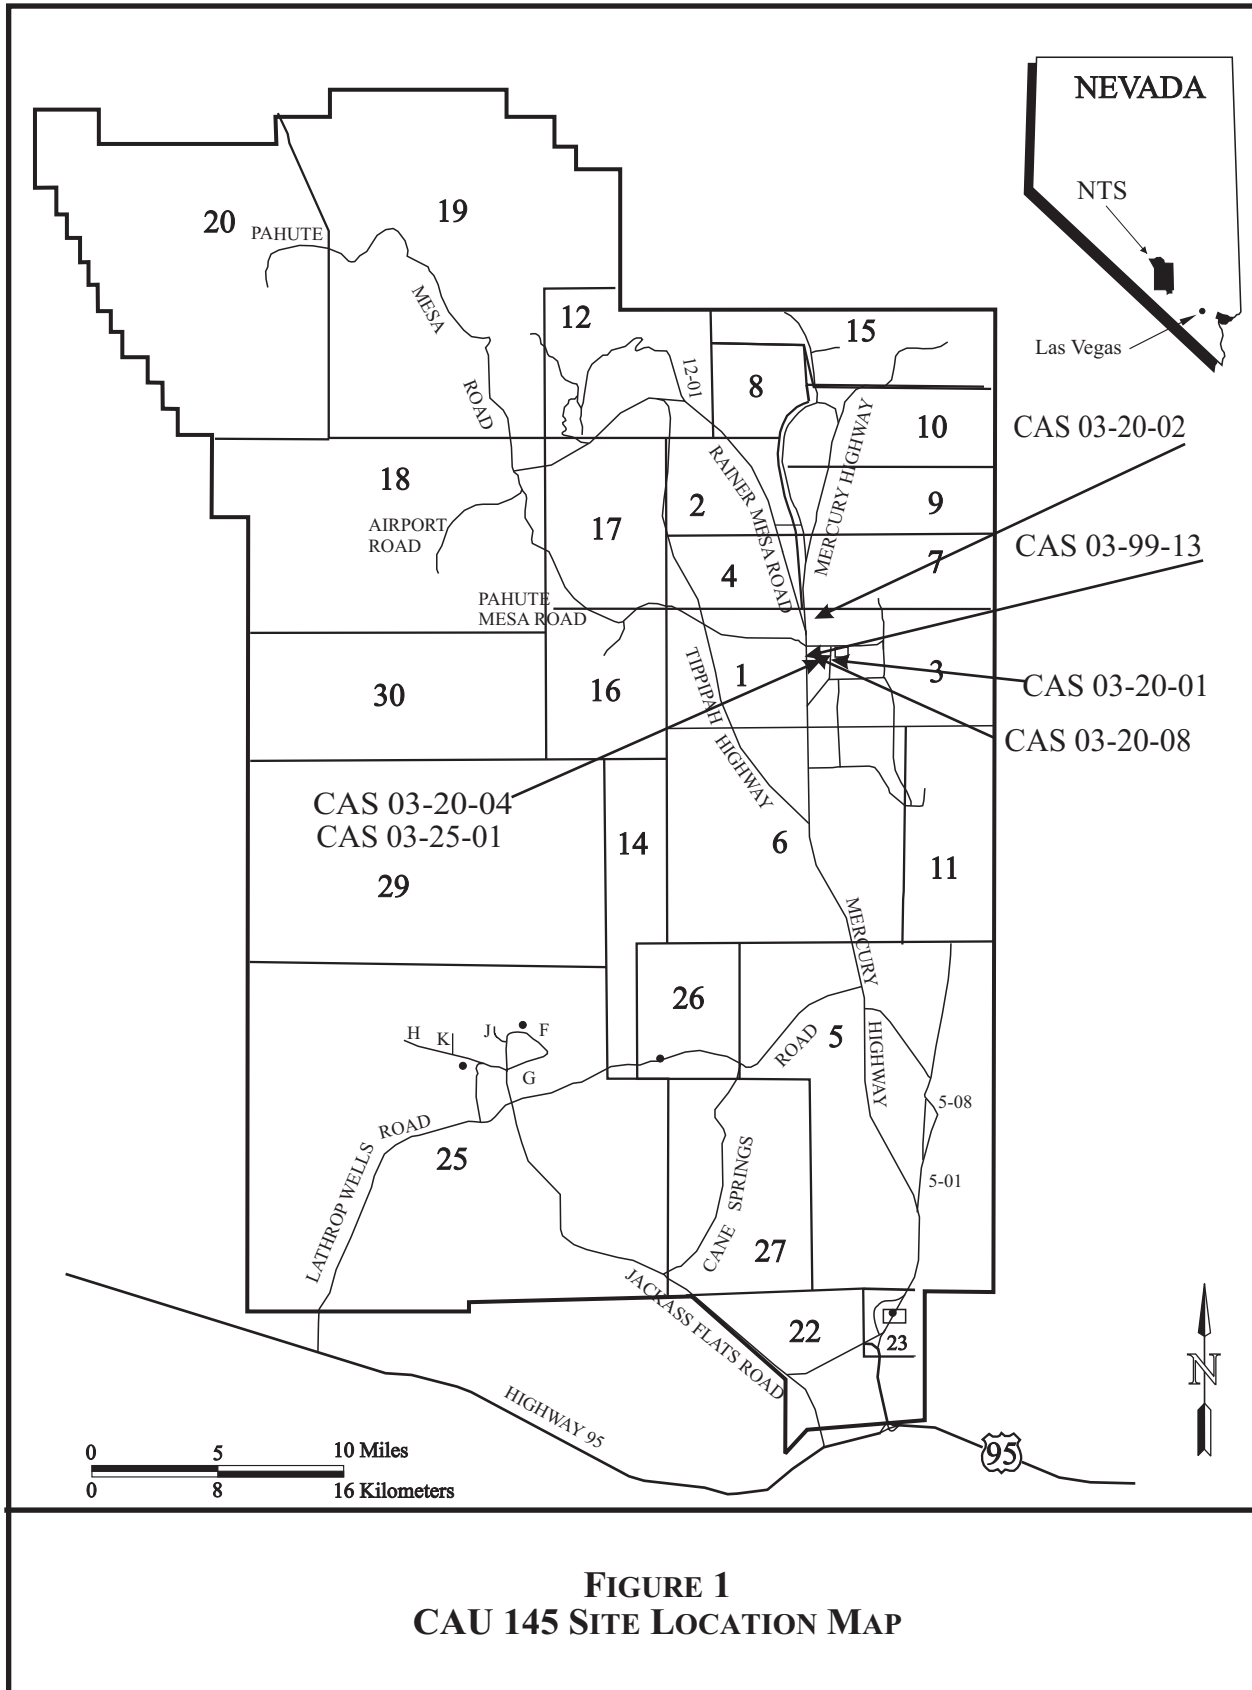 NEVADA
NTS
Las Vegas
20
19
PAHUTE
MESA
ROAD
12
15
12-01
8
10
CAS 03-20-02
18
RAINER MESA ROAD
MERCURY HIGHWAY
2
9
AIRPORT
ROAD
17
CAS 03-99-13
4
7
PAHUTE
MESA ROAD
TIPPIPAH HIGHWAY
1
3
30
16
CAS 03-20-01
CAS 03-20-08
CAS 03-20-04
CAS 03-25-01
14
6
11
29
MERCURY
HIGHWAY
26
5
ROAD
H
K
J
F
G
5-08
LATHROP WELLS ROAD
25
5-01
CANE SPRINGS
27
JACKASS FLATS ROAD
22
23
N
HIGHWAY 95
95
0 5 10 Miles
0 8 16 Kilometers
FIGURE 1
CAU 145 SITE LOCATION MAP